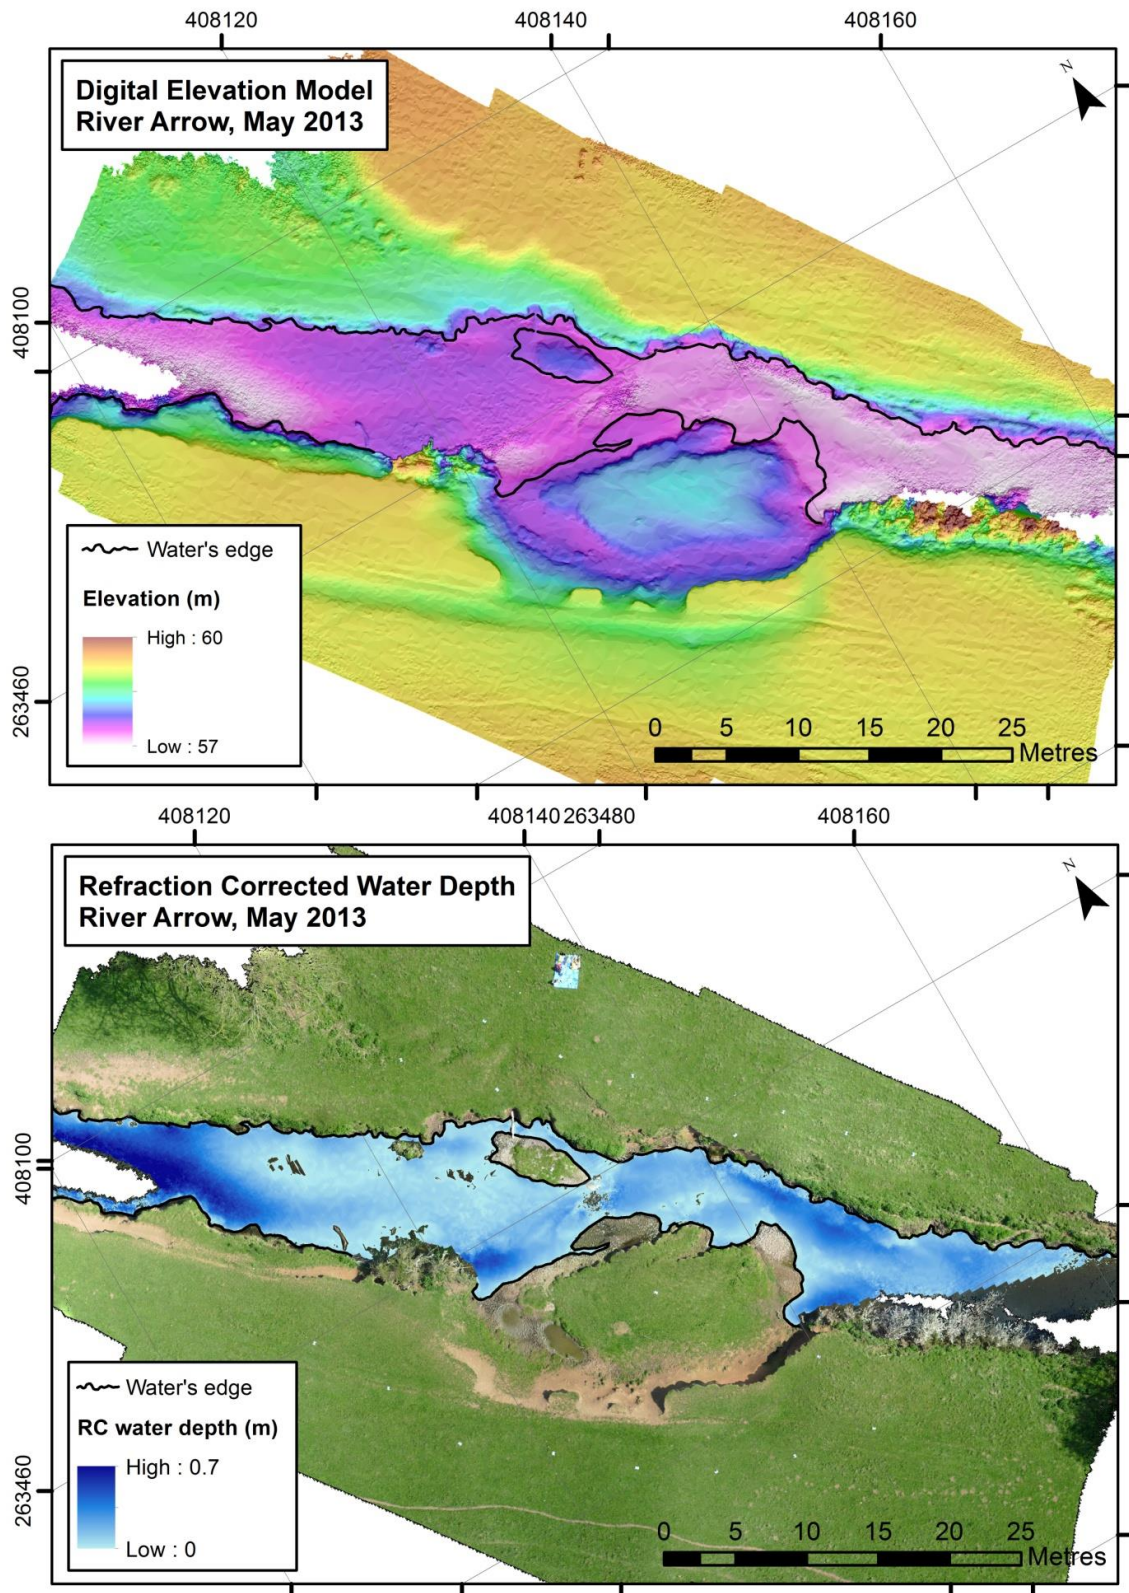 408120
408140
408160
Digital Elevation Model
River Arrow, May 2013
N
408100
Water's edge
Elevation (m)
High : 60
Low : 57
263460
0 5 10 15 20 25
Metres
408120
408140
263480
408160
Refraction Corrected Water Depth
River Arrow, May 2013
N
408100
Water's edge
RC water depth (m)
High : 0.7
Low : 0
263460
0 5 10 15 20 25
Metres